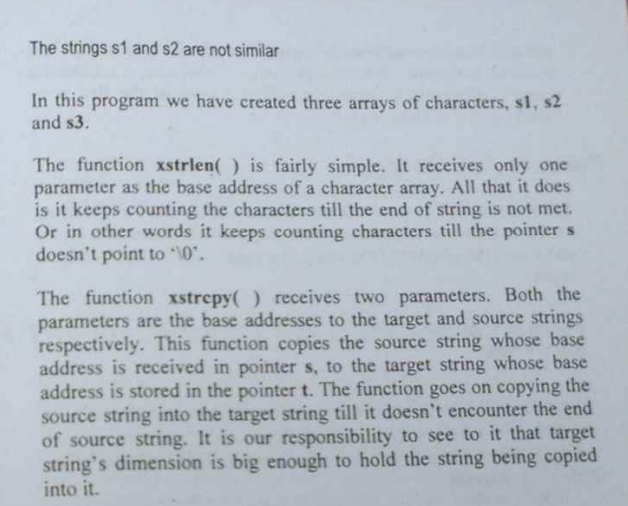 The strings s1 and s2 are not similar
In this program we have created three arrays of characters, s1, s2
and s3.
The function xstrlen( ) is fairly simple. It receives only one
parameter as the base address of a character array. All that it does
is it keeps counting the characters till the end of string is not met.
Or in other words it keeps counting characters till the pointer s
doesn't point to '\0'.
The function xstrcpy( ) receives two parameters. Both the
parameters are the base addresses to the target and source strings
respectively. This function copies the source string whose base
address is received in pointer s, to the target string whose base
address is stored in the pointer t. The function goes on copying the
source string into the target string till it doesn't encounter the end
of source string. It is our responsibility to see to it that target
string's dimension is big enough to hold the string being copied
into it.